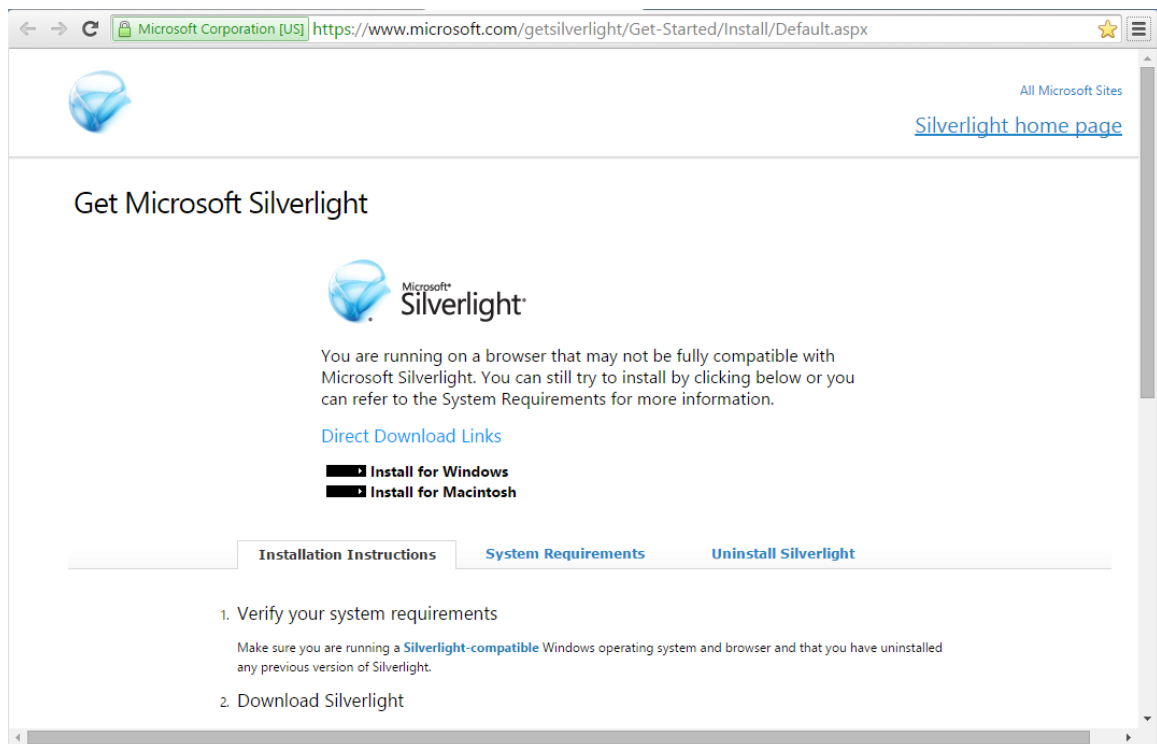 Microsoft Corporation [US] https://www.microsoft.com/getsilverlight/Get-Started/Install/Default.aspx
All Microsoft Sites
Silverlight home page
Get Microsoft Silverlight
Microsoft®
Silverlight®
You are running on a browser that may not be fully compatible with
Microsoft Silverlight. You can still try to install by clicking below or you
can refer to the System Requirements for more information.
Direct Download Links
Install for Windows
Install for Macintosh
Installation Instructions System Requirements Uninstall Silverlight
1. Verify your system requirements
Make sure you are running a Silverlight-compatible Windows operating system and browser and that you have uninstalled
any previous version of Silverlight.
2. Download Silverlight